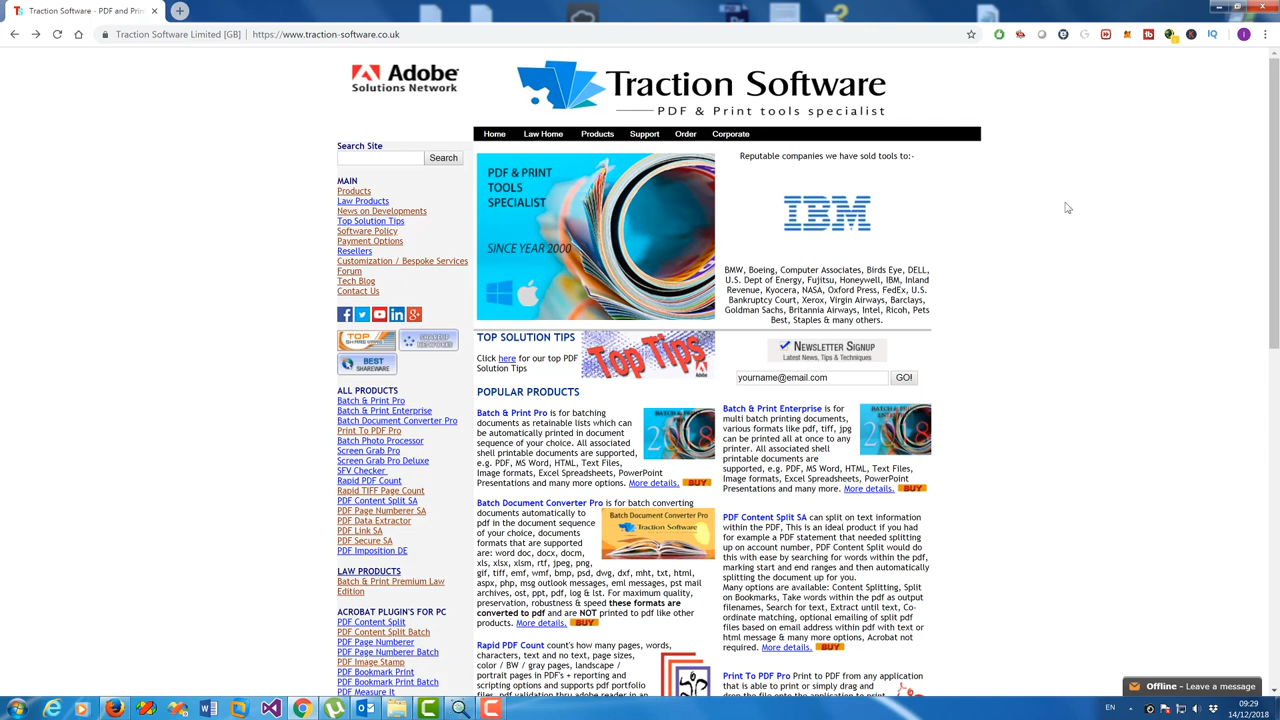 Traction Software - PDF and Prin
Traction Software Limited [GB]
https://www.traction-software.co.uk
Adobe
Solutions Network
Traction Software
PDF & Print tools specialist
Home
Law Home
Products
Support
Order
Corporate
Search Site
Search
MAIN
Products
Law Products
News on Developments
Top Solution Tips
Software Policy
Payment Options
Resellers
Customization / Bespoke Services
Forum
Tech Blog
Contact Us
BEST
SHAREWARE
ALL PRODUCTS
Batch & Print Pro
Batch & Print Enterprise
Batch Document Converter Pro
Print To PDF Pro
Batch Photo Processor
Screen Grab Pro
Screen Grab Pro Deluxe
SFV Checker
Rapid PDF Count
Rapid TIFF Page Count
PDF Content Split SA
PDF Page Numberer SA
PDF Data Extractor
PDF Link SA
PDF Secure SA
PDF Imposition DE
LAW PRODUCTS
Batch & Print Premium Law
Edition
ACROBAT PLUGIN'S FOR PC
PDF Content Split
PDF Content Split Batch
PDF Page Numberer
PDF Page Numberer Batch
PDF Image Stamp
PDF Bookmark Print
PDF Bookmark Print Batch
PDF Measure It
PDF & PRINT
TOOLS
SPECIALIST
SINCE YEAR 2000
Reputable companies we have sold tools to:-
IBM
BMW, Boeing, Computer Associates, Birds Eye, DELL,
U.S. Dept of Energy, Fujitsu, Honeywell, IBM, Inland
Revenue, Kyocera, NASA, Oxford Press, FedEx, U.S.
Bankruptcy Court, Xerox, Virgin Airways, Barclays,
Goldman Sachs, Britannia Airways, Intel, Ricoh, Pets
Best, Staples & many others.
TOP SOLUTION TIPS
Click here for our top PDF
Solution Tips
Top Tips
Newsletter Signup
Latest News, Tips & Techniques
yourname@email.com
GO!
POPULAR PRODUCTS
Batch & Print Pro is for batching
documents as retainable lists which can
be automatically printed in document
sequence of your choice. All associated
shell printable documents are supported,
e.g. PDF, MS Word, HTML, Text Files,
Image formats, Excel Spreadsheets, PowerPoint
Presentations and many more options. More details. BUY
2018
Batch & Print Enterprise is for
multi batch printing documents,
various formats like pdf, tiff, jpg
can be printed all at once to any
printer. All associated shell
printable documents are
supported, e.g. PDF, MS Word, HTML, Text Files,
Image formats, Excel Spreadsheets, PowerPoint
Presentations and many more. More details. BUY
2018
Batch Document Converter Pro is for batch converting
documents automatically to
pdf in the document sequence
of your choice, documents
formats that are supported
are: word doc, docx, docm,
xls, xlsx, xlsm, rtf, jpeg, png,
gif, tiff, emf, wmf, bmp, psd, dwg, dxf, mht, txt, html,
aspx, php, msg outlook messages, eml messages, pst mail
archives, ost, ppt, pdf, log & lst. For maximum quality,
preservation, robustness & speed these formats are
converted to pdf and are NOT printed to pdf like other
products. More details. BUY
Batch Document Converter Pro
Traction Software
PDF Content Split SA can split on text information
within the PDF, This is an ideal product if you had
for example a PDF statement that needed splitting
up on account number, PDF Content Split would do
this with ease by searching for words within the pdf,
marking start and end ranges and then automatically
splitting the document up for you.
Many options are available: Content Splitting, Split
on Bookmarks, Take words within the pdf as output
filenames, Search for text, Extract until text, Co-
ordinate matching, optional emailing of split pdf
files based on email address within pdf with text or
html message & many more options, Acrobat not
required. More details. BUY
Rapid PDF Count count's how many pages, words,
characters, text and no text, page sizes,
color / BW / gray pages, landscape /
portrait pages in PDF's + reporting and
scripting options and supports pdf portfolio
Print To PDF Pro Print to PDF from any application
that is able to print or simply drag and
Offline - Leave a message
EN
09:29
14/12/2018